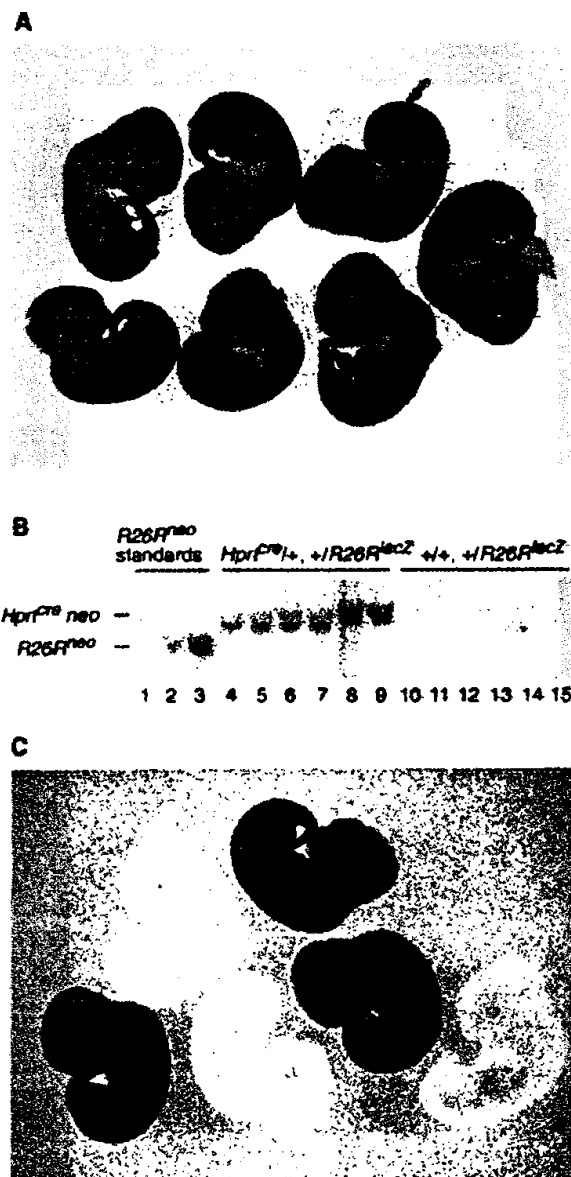 A
B
R26R^neo standards
Hprt^cre/+, +/R26R^lacZ
+/+, +/R26R^lacZ
Hprt^cre neo –
R26R^neo –
1 2 3 4 5 6 7 8 9 10 11 12 13 14 15
C